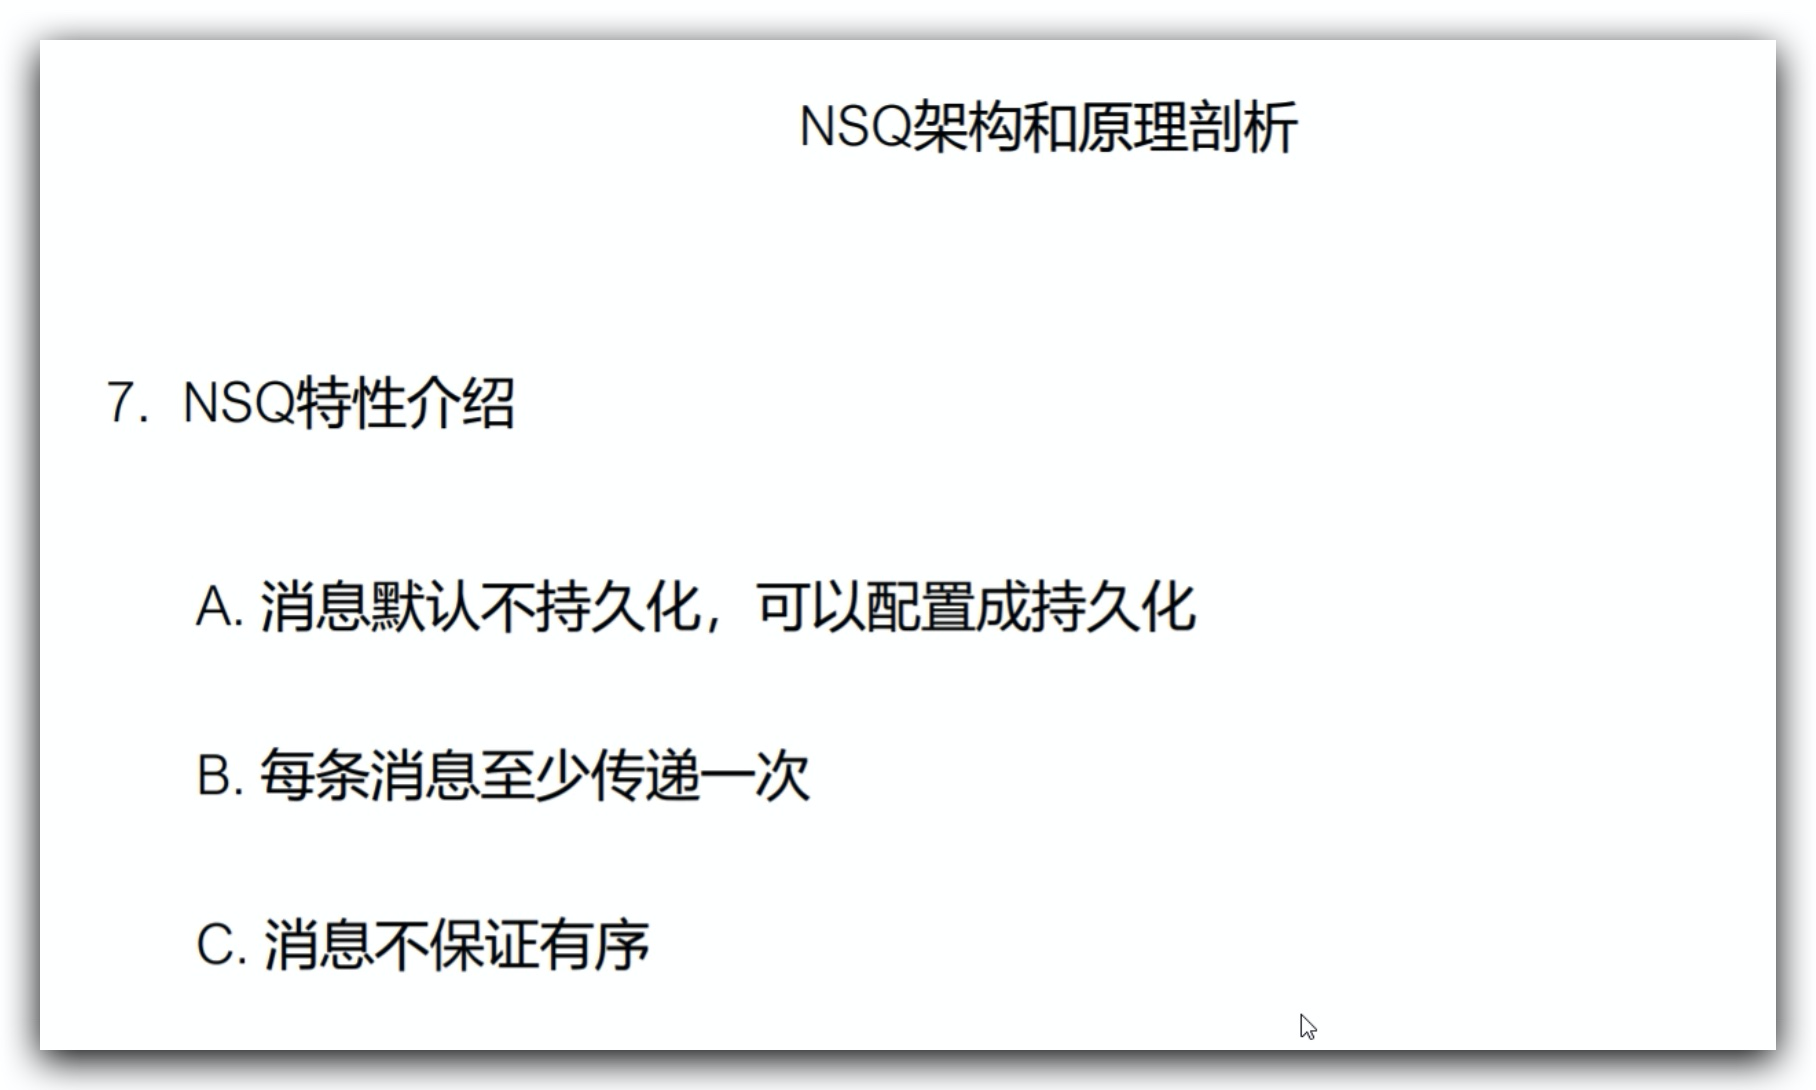 NSQ架构和原理剖析
7. NSQ特性介绍
A. 消息默认不持久化，可以配置成持久化
B. 每条消息至少传递一次
C. 消息不保证有序